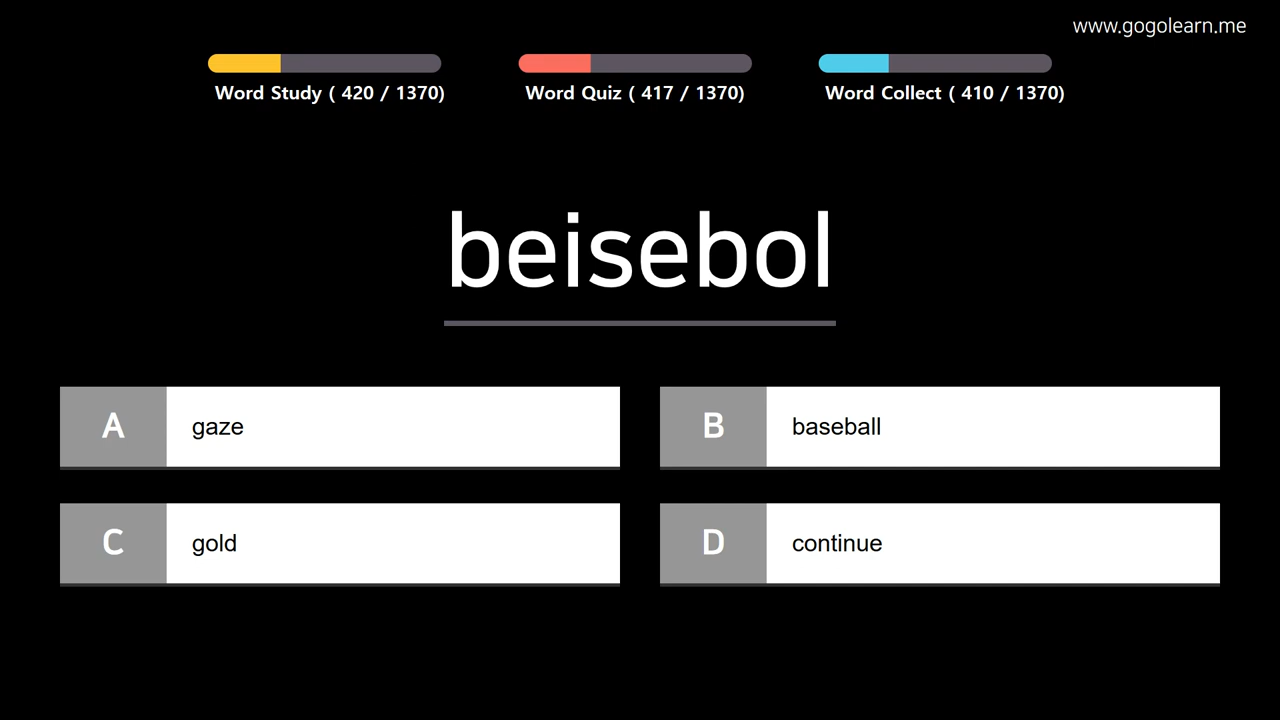 www.gogolearn.me
Word Study ( 420 / 1370)
Word Quiz ( 417 / 1370)
Word Collect ( 410 / 1370)
beisebol
A gaze
B baseball
C gold
D continue